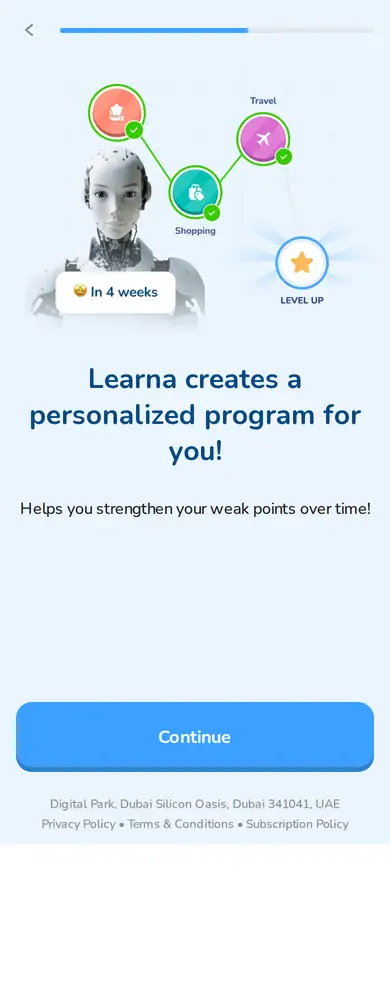 Travel
Shopping
🤩 In 4 weeks
LEVEL UP
Learna creates a
personalized program for
you!
Helps you strengthen your weak points over time!
Continue
Digital Park, Dubai Silicon Oasis, Dubai 341041, UAE
Privacy Policy • Terms & Conditions • Subscription Policy